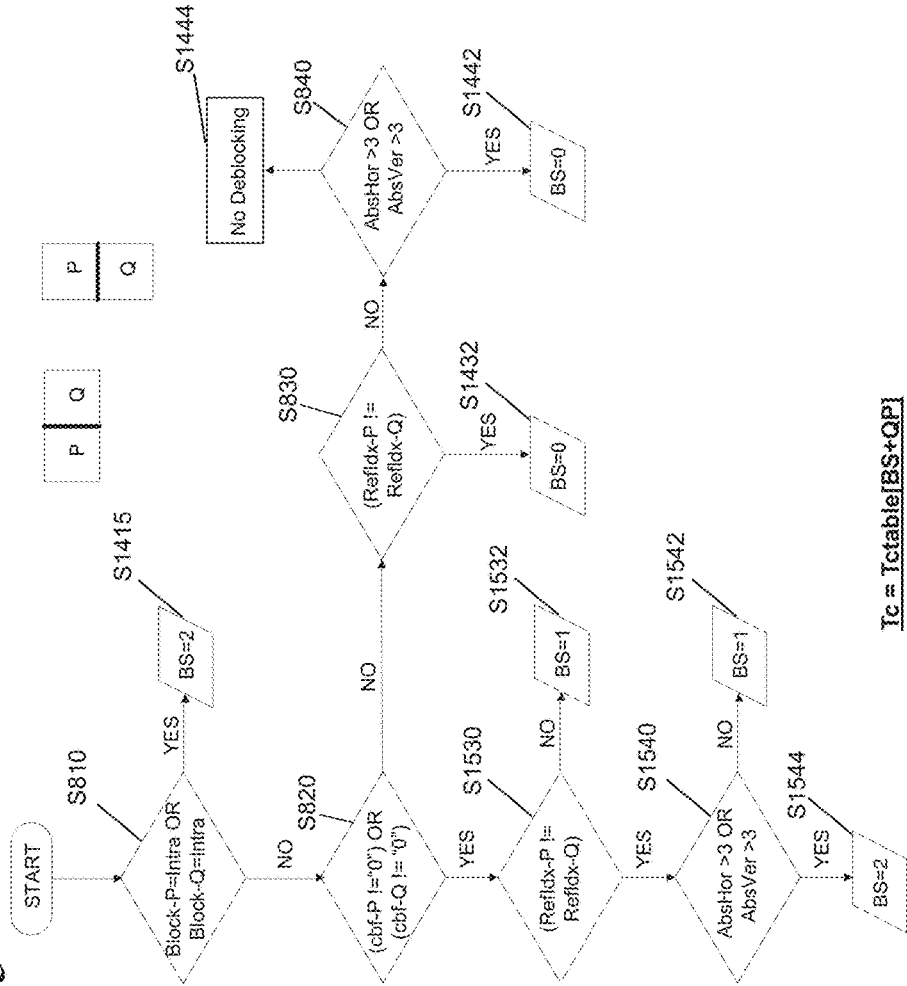 START
S810
Block-P=Intra OR
Block-Q=Intra
YES
S1415
BS=2
NO
S820
(cbf-P !="0") OR
(cbf-Q != "0")
NO
YES
S830
(RefIdx-P !=
RefIdx-Q)
YES
S1432
BS=0
NO
S840
AbsHor >3 OR
AbsVer >3
YES
S1442
BS=0
S1444
No Deblocking
S1530
(RefIdx-P !=
RefIdx-Q)
NO
S1532
BS=1
YES
S1540
AbsHor >3 OR
AbsVer >3
NO
S1542
BS=1
YES
S1544
BS=2
P Q
P
Q
Tc = Tctable[BS+QP]